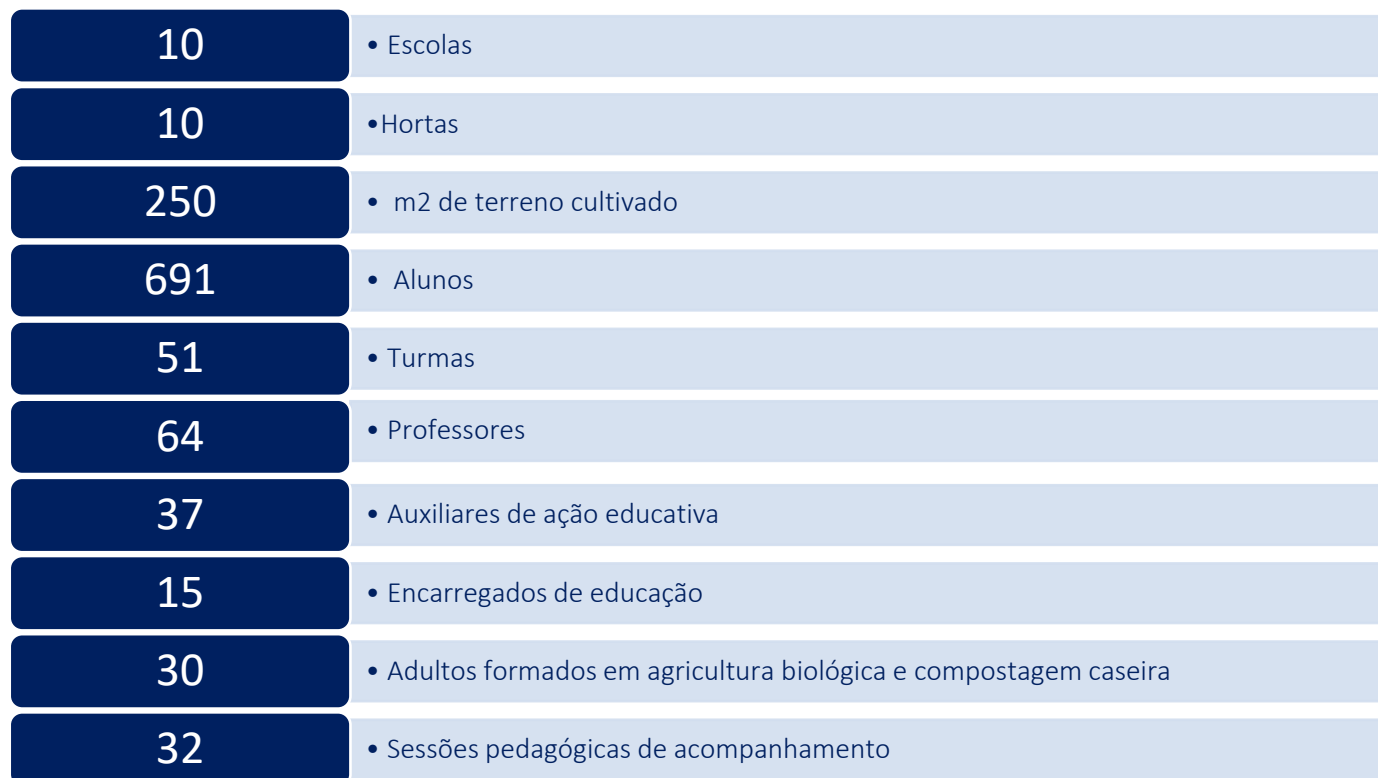 10 • Escolas
10 •Hortas
250 • m2 de terreno cultivado
691 • Alunos
51 • Turmas
64 • Professores
37 • Auxiliares de ação educativa
15 • Encarregados de educação
30 • Adultos formados em agricultura biológica e compostagem caseira
32 • Sessões pedagógicas de acompanhamento